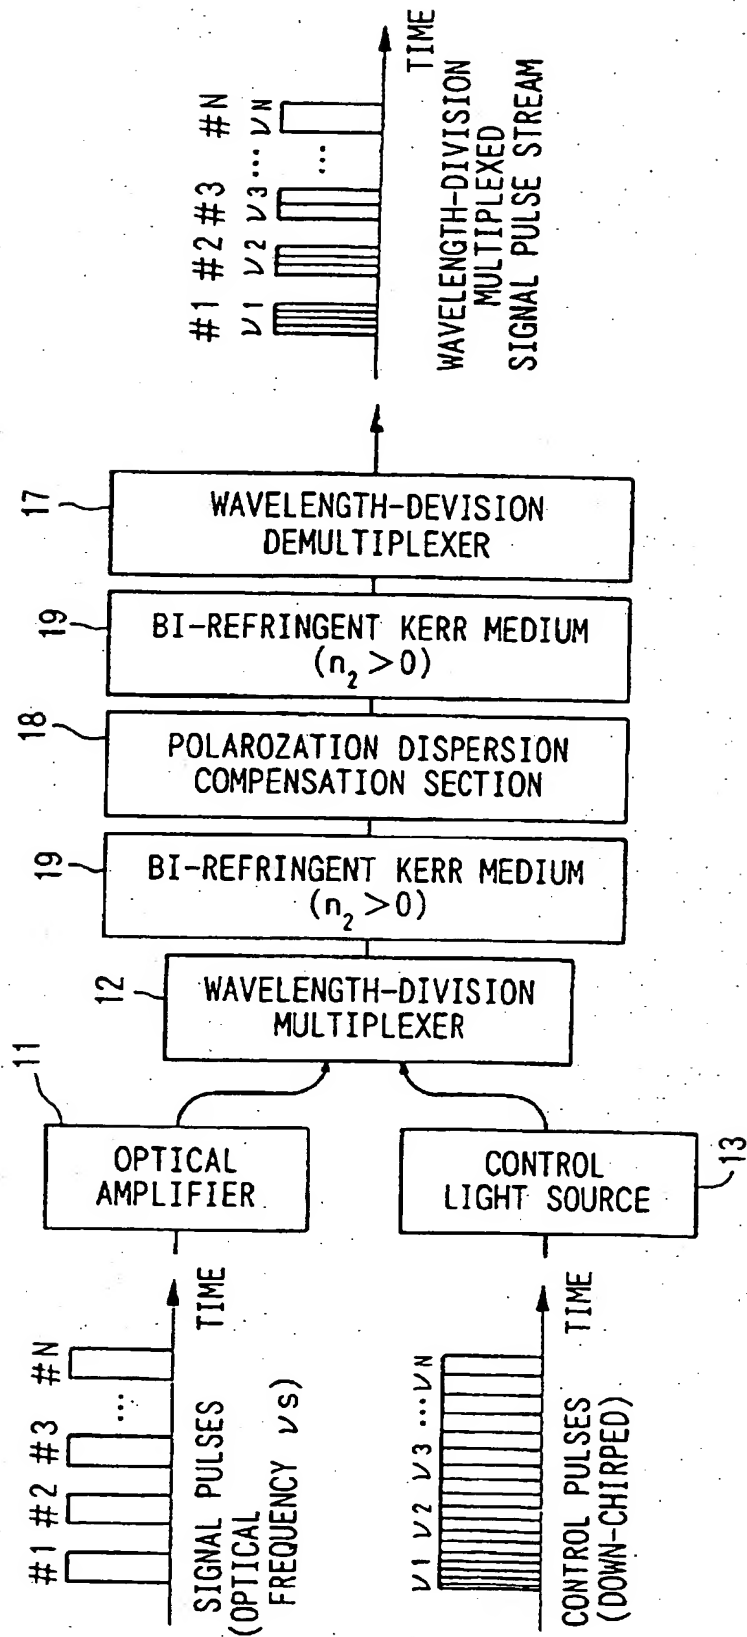 #1 #2 #3 ... #N
TIME
SIGNAL PULSES
(OPTICAL
FREQUENCY νs)
ν1 ν2 ν3 ...νN
TIME
CONTROL PULSES
(DOWN-CHIRPED)
11
OPTICAL
AMPLIFIER
CONTROL
LIGHT SOURCE
13
12
WAVELENGTH-DIVISION
MULTIPLEXER
19
BI-REFRINGENT KERR MEDIUM
(n₂>0)
18
POLAROZATION DISPERSION
COMPENSATION SECTION
19
BI-REFRINGENT KERR MEDIUM
(n₂>0)
17
WAVELENGTH-DEVISION
DEMULTIPLEXER
#1 #2 #3 #N
ν1 ν2 ν3 ... νN
...
TIME
WAVELENGTH-DIVISION
MULTIPLEXED
SIGNAL PULSE STREAM